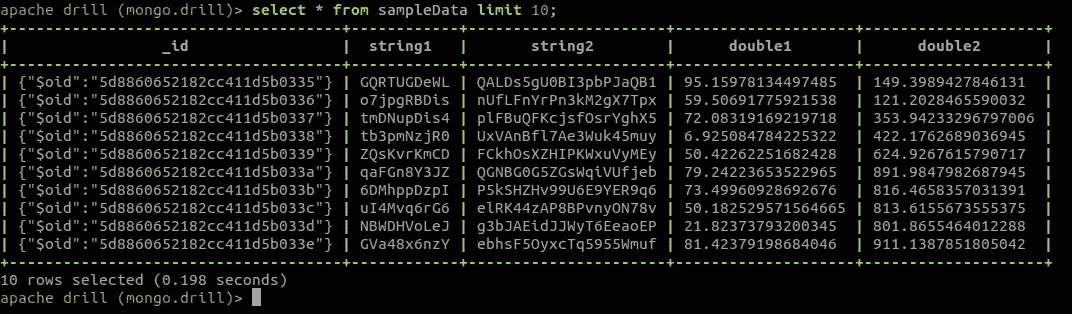 apache drill (mongo.drill)> select * from sampleData limit 10;
+--------------------------------------+------------+----------------------+--------------------+--------------------+
| _id | string1 | string2 | double1 | double2 |
+--------------------------------------+------------+----------------------+--------------------+--------------------+
| {"$oid":"5d8860652182cc411d5b0335"} | GQRTUGDeWL | QALDs5gU0BI3pbPJaQB1 | 95.15978134497485 | 149.3989427846131 |
| {"$oid":"5d8860652182cc411d5b0336"} | o7jpgRBDis | nUfLFnYrPn3kM2gX7Tpx | 59.50691775921538 | 121.2028465590032 |
| {"$oid":"5d8860652182cc411d5b0337"} | tmDNupDis4 | plFBuQFKcjsfOsrYghX5 | 72.08319169219718 | 353.94233296797006 |
| {"$oid":"5d8860652182cc411d5b0338"} | tb3pmNzjR0 | UxVAnBfl7Ae3Wuk45muy | 6.925084784225322 | 422.1762689036945 |
| {"$oid":"5d8860652182cc411d5b0339"} | ZQsKvrKmCD | FCkhOsXZHIPKWxuVyMEy | 50.42262251682428 | 624.9267615790717 |
| {"$oid":"5d8860652182cc411d5b033a"} | qaFGn8Y3JZ | QGNBG0G5ZGsWqiVUfjeb | 79.24223653522965 | 891.9847982687945 |
| {"$oid":"5d8860652182cc411d5b033b"} | 6DMhppDzpI | P5kSHZHv99U6E9YER9q6 | 73.49960928692676 | 816.4658357031391 |
| {"$oid":"5d8860652182cc411d5b033c"} | uI4Mvq6rG6 | elRK44zAP8BPvnyON78v | 50.182529571564665 | 813.6155673555375 |
| {"$oid":"5d8860652182cc411d5b033d"} | NBWDHVoLeJ | g3bJAEidJJWyT6EeaoEP | 21.82373793200345 | 801.8655464012288 |
| {"$oid":"5d8860652182cc411d5b033e"} | GVa48x6nzY | ebhsF5OyxcTq5955Wmuf | 81.42379198684046 | 911.1387851805042 |
+--------------------------------------+------------+----------------------+--------------------+--------------------+
10 rows selected (0.198 seconds)
apache drill (mongo.drill)>